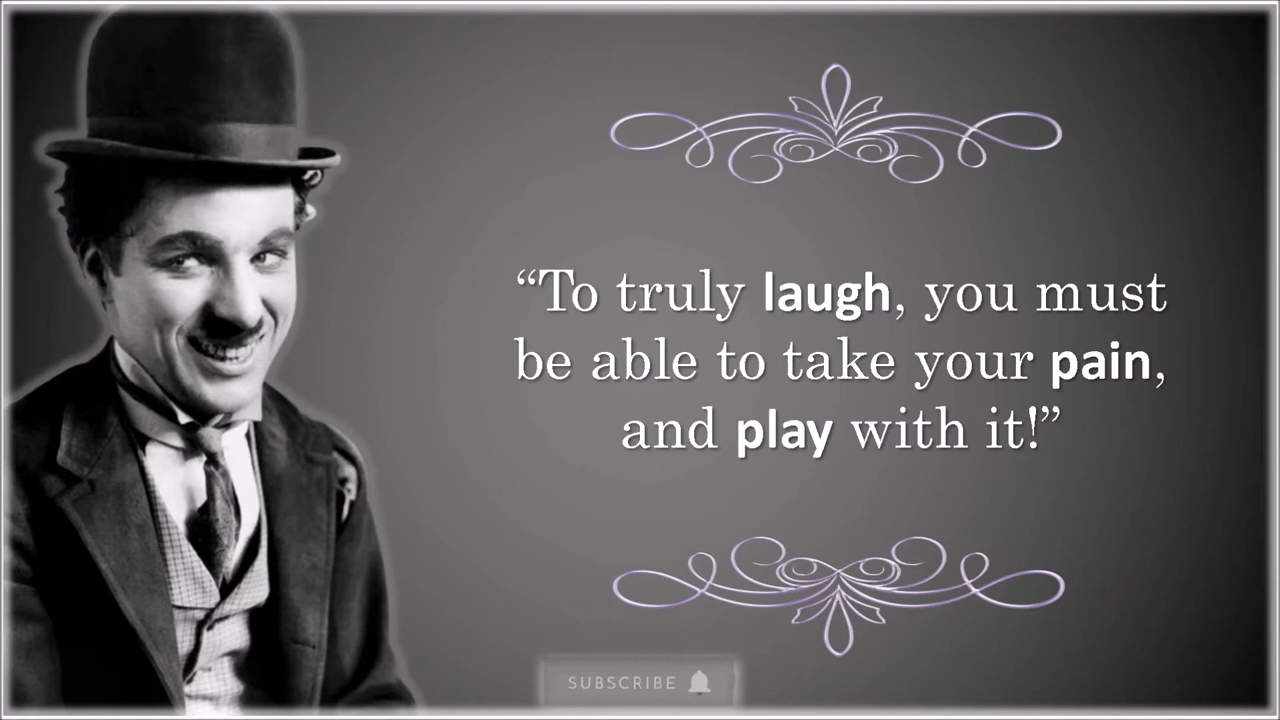 “To truly laugh, you must
be able to take your pain,
and play with it!”
SUBSCRIBE